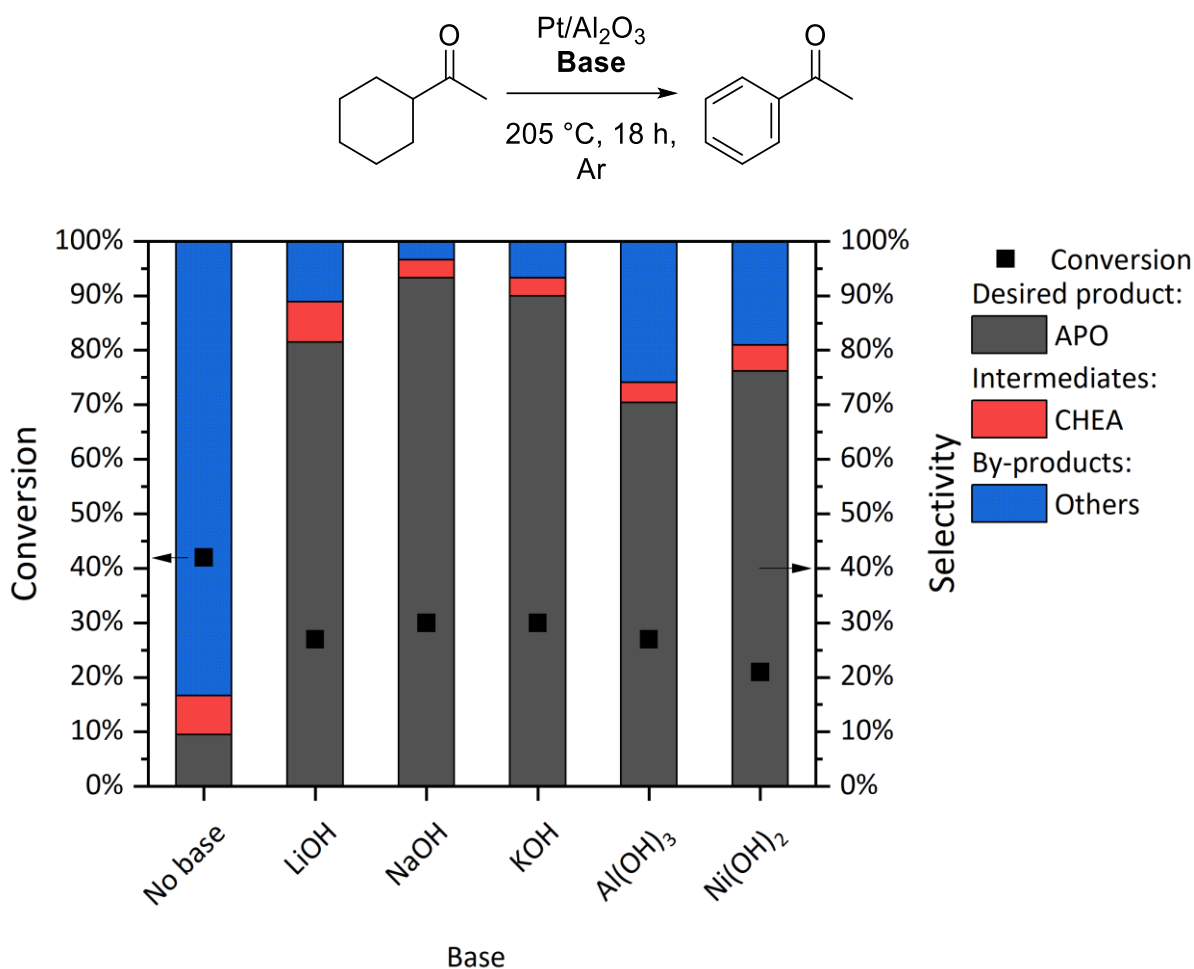 O
Pt/Al₂O₃
Base
205 °C, 18 h,
Ar
O
100%
90%
80%
70%
60%
50%
40%
30%
20%
10%
0%
Conversion
100%
90%
80%
70%
60%
50%
40%
30%
20%
10%
0%
Selectivity
Conversion
Desired product:
APO
Intermediates:
CHEA
By-products:
Others
No base
LiOH
NaOH
KOH
Al(OH)₃
Ni(OH)₂
Base